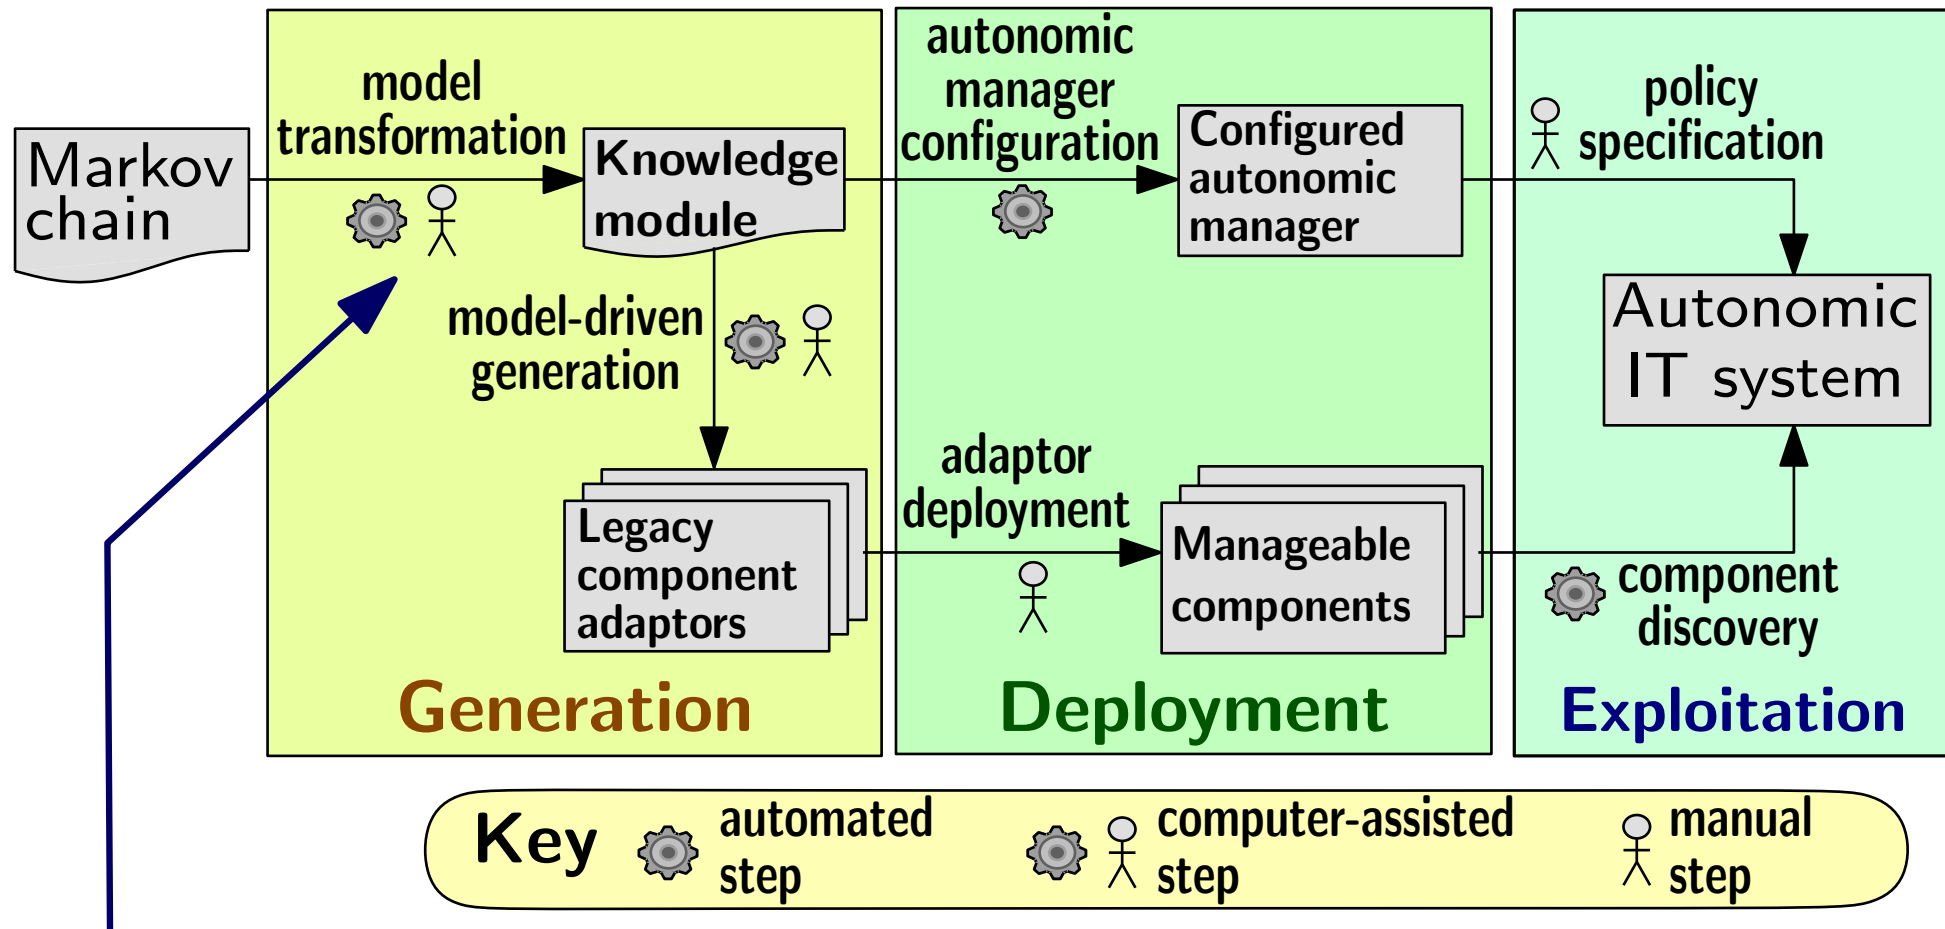 Markov
chain
model
transformation
Knowledge
module
model-driven
generation
Legacy
component
adaptors
Generation
autonomic
manager
configuration
Configured
autonomic
manager
adaptor
deployment
Manageable
components
Deployment
policy
specification
Autonomic
IT system
component
discovery
Exploitation
Key
automated
step
computer-assisted
step
manual
step